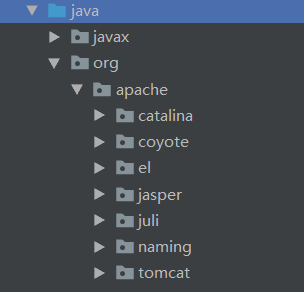 java
javax
org
apache
catalina
coyote
el
jasper
juli
naming
tomcat